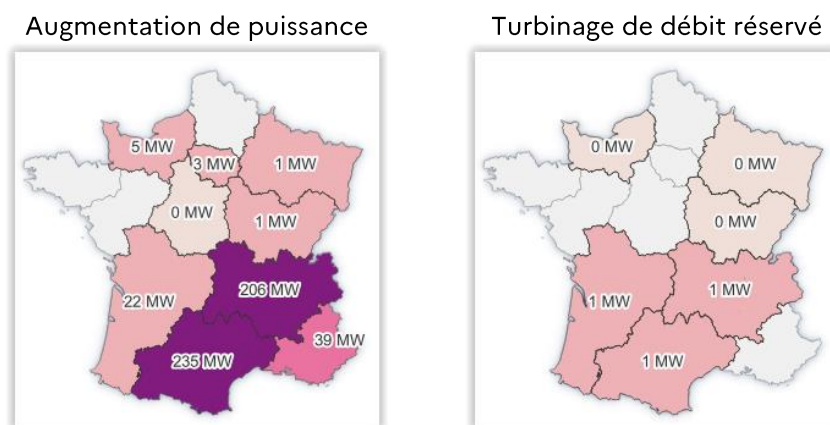 Augmentation de puissance
5 MW
3 MW
1 MW
0 MW
1 MW
22 MW
206 MW
39 MW
235 MW
Turbinage de débit réservé
0 MW
0 MW
0 MW
1 MW
1 MW
1 MW